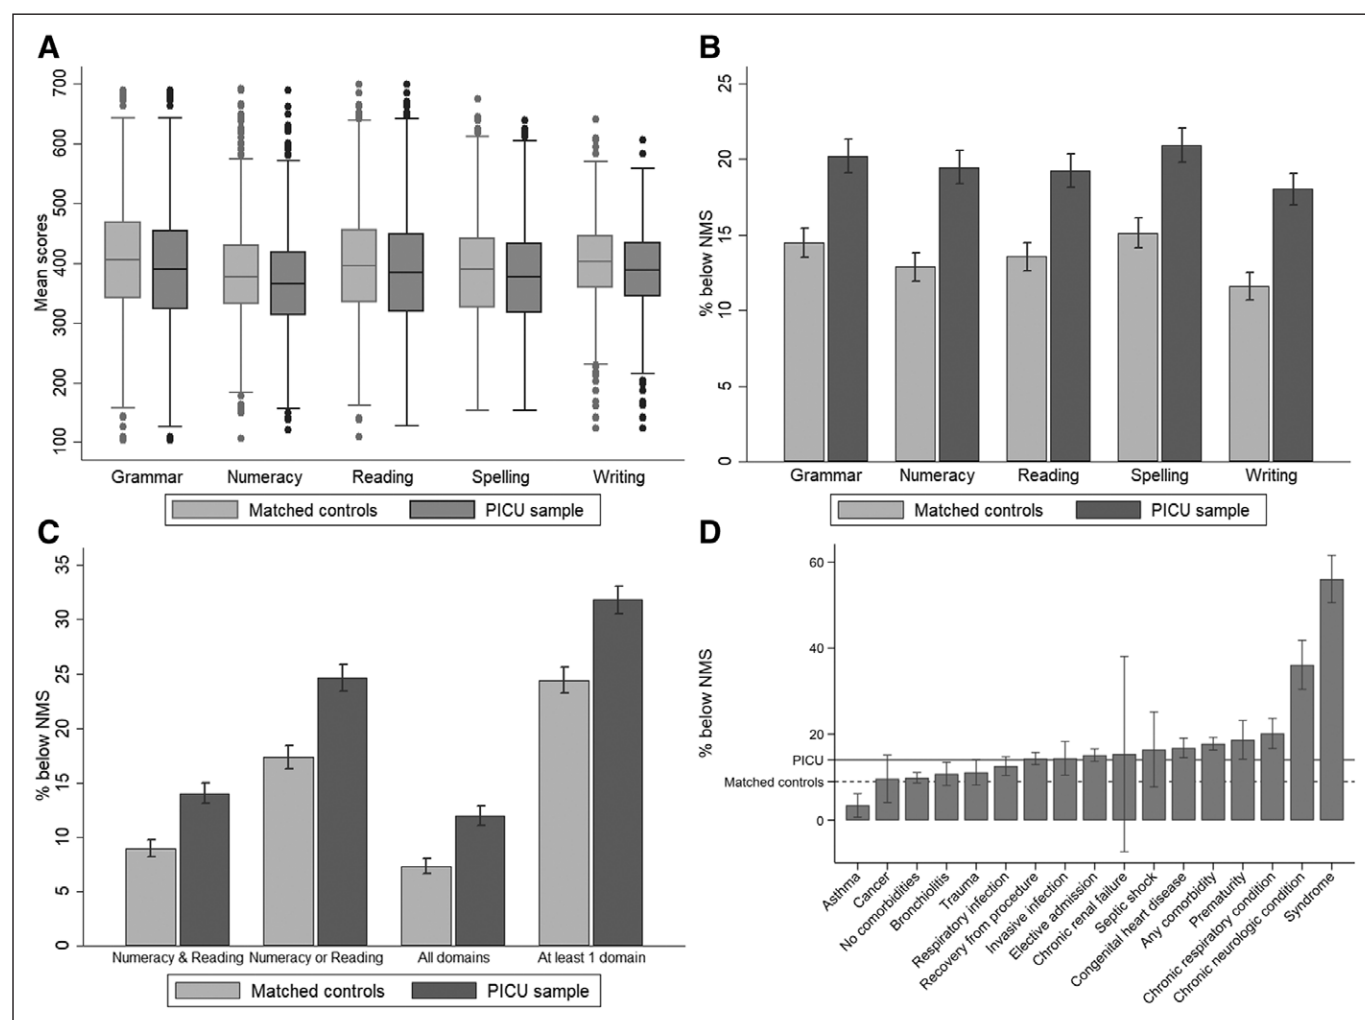 A
Mean scores
700
600
500
400
300
200
100
Grammar Numeracy Reading Spelling Writing
Matched controls PICU sample
B
% below NMS
25
20
15
10
5
0
Grammar Numeracy Reading Spelling Writing
Matched controls PICU sample
C
% below NMS
35
30
25
20
15
10
5
0
Numeracy & Reading Numeracy or Reading All domains At least 1 domain
Matched controls PICU sample
D
% below NMS
60
40
20
PICU
Matched controls
0
Asthma
Cancer
No comorbidities
Bronchiolitis
Trauma
Respiratory infection
Recovery from procedure
Invasive infection
Elective admission
Chronic renal failure
Septic shock
Congenital heart disease
Any comorbidity
Prematurity
Chronic respiratory condition
Chronic neurologic condition
Syndrome